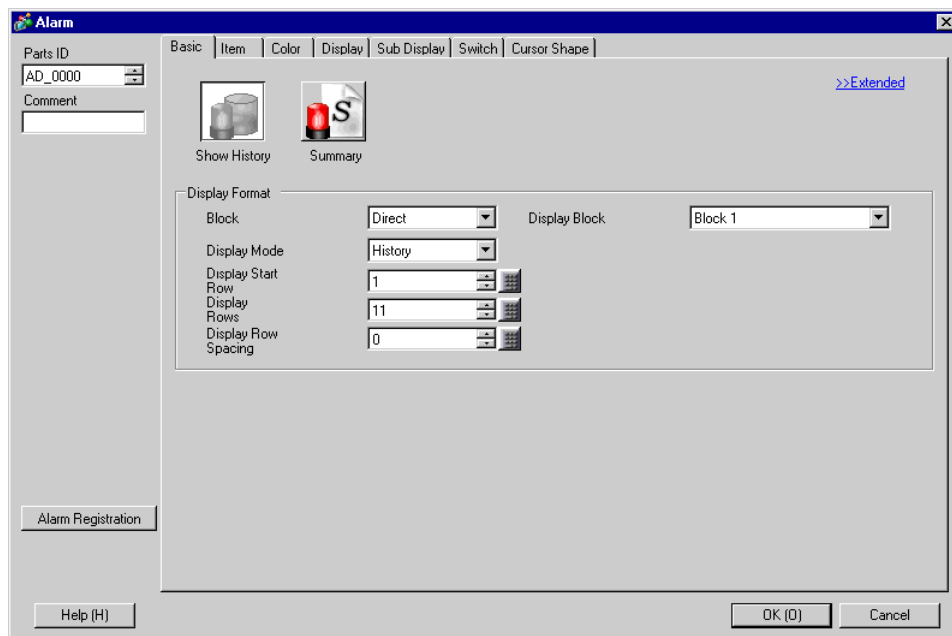 Alarm
Parts ID
AD_0000
Comment
Basic Item Color Display Sub Display Switch Cursor Shape
>>Extended
S
Show History Summary
Display Format
Block Direct Display Block Block 1
Display Mode History
Display Start
Row
1
Display
Rows
11
Display Row
Spacing
0
Alarm Registration
Help (H) OK (O) Cancel